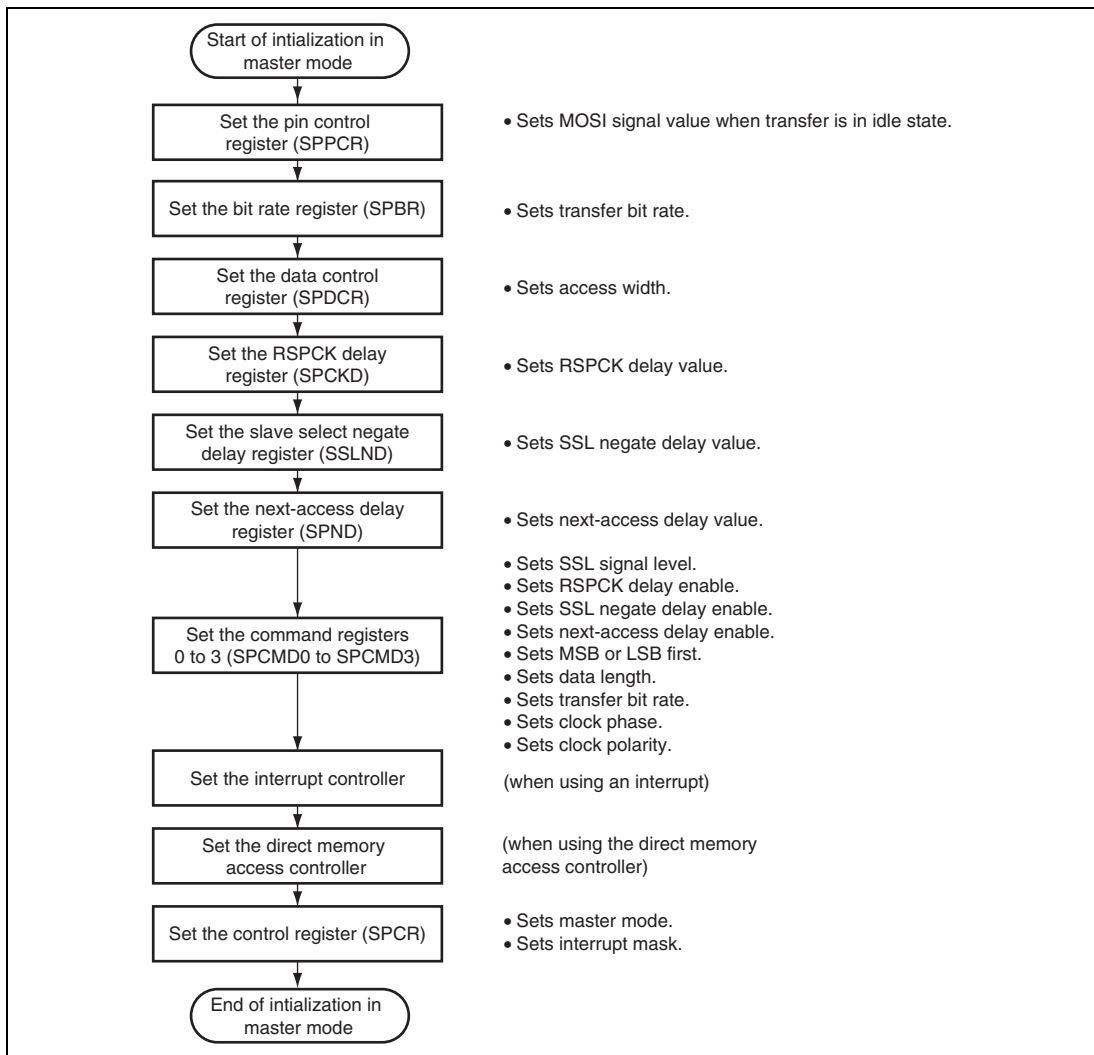 Start of intialization in
master mode
Set the pin control
register (SPPCR)
• Sets MOSI signal value when transfer is in idle state.
Set the bit rate register (SPBR)
• Sets transfer bit rate.
Set the data control
register (SPDCR)
• Sets access width.
Set the RSPCK delay
register (SPCKD)
• Sets RSPCK delay value.
Set the slave select negate
delay register (SSLND)
• Sets SSL negate delay value.
Set the next-access delay
register (SPND)
• Sets next-access delay value.
Set the command registers
0 to 3 (SPCMD0 to SPCMD3)
• Sets SSL signal level.
• Sets RSPCK delay enable.
• Sets SSL negate delay enable.
• Sets next-access delay enable.
• Sets MSB or LSB first.
• Sets data length.
• Sets transfer bit rate.
• Sets clock phase.
• Sets clock polarity.
Set the interrupt controller
(when using an interrupt)
Set the direct memory
access controller
(when using the direct memory
access controller)
Set the control register (SPCR)
• Sets master mode.
• Sets interrupt mask.
End of intialization in
master mode